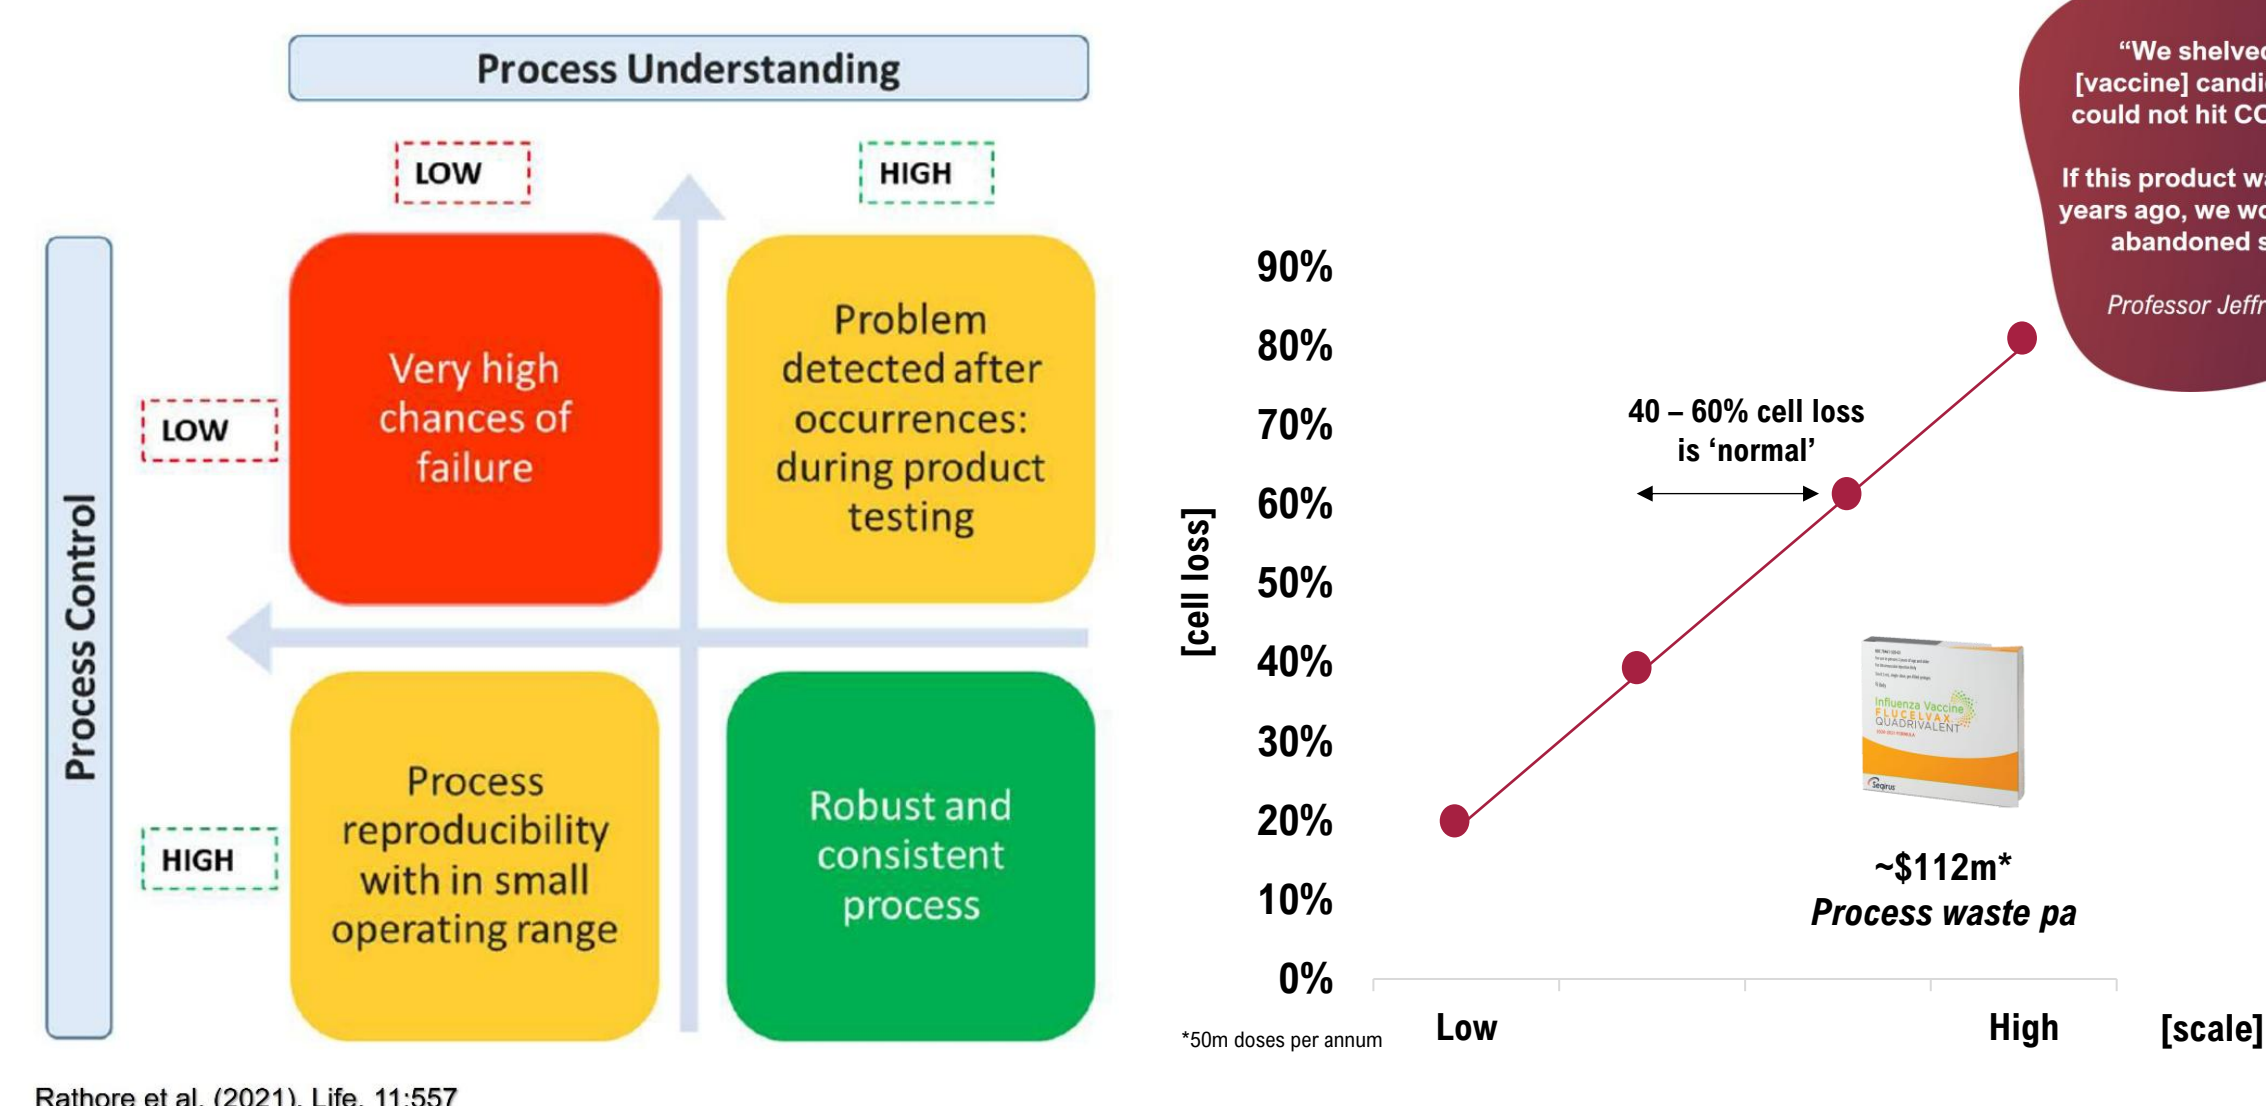 Process Understanding
LOW
HIGH
Process Control
LOW
HIGH
Very high
chances of
failure
Problem
detected after
occurrences:
during product
testing
Process
reproducibility
with in small
operating range
Robust and
consistent
process
Rathore et al. (2021). Life. 11:557
[cell loss]
90%
80%
70%
60%
50%
40%
30%
20%
10%
0%
40 – 60% cell loss
is ‘normal’
Influenza Vaccine
FLUCELVAX
QUADRIVALENT
Seqirus
~$112m*
Process waste pa
*50m doses per annum
Low
High
[scale]
“We shelved
[vaccine]
could not hit
If this product
years ago, we
abandoned
Professor